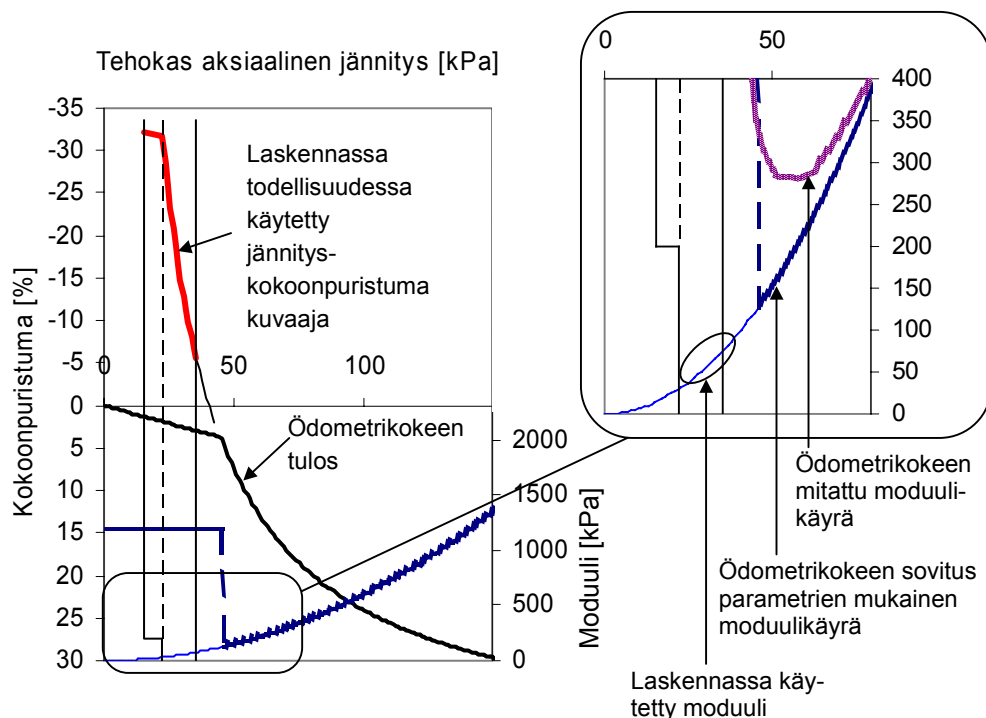 Tehokas aksiaalinen jännitys [kPa]
-35
-30
-25
-20
-15
-10
-5
0
5
10
15
20
25
30
Kokoonpuristuma [%]
0
50
100
Laskennassa
todellisuudessa
käytetty
jännitys-
kokoonpuristuma
kuvaaja
Ödometrikokeen
tulos
2000
1500
1000
500
0
Moduuli [kPa]
0
50
400
350
300
250
200
150
100
50
0
Ödometrikokeen
mitattu moduuli-
käyrä
Ödometrikokeen sovitus
parametrien mukainen
moduulikäyrä
Laskennassa käy-
tetty moduuli